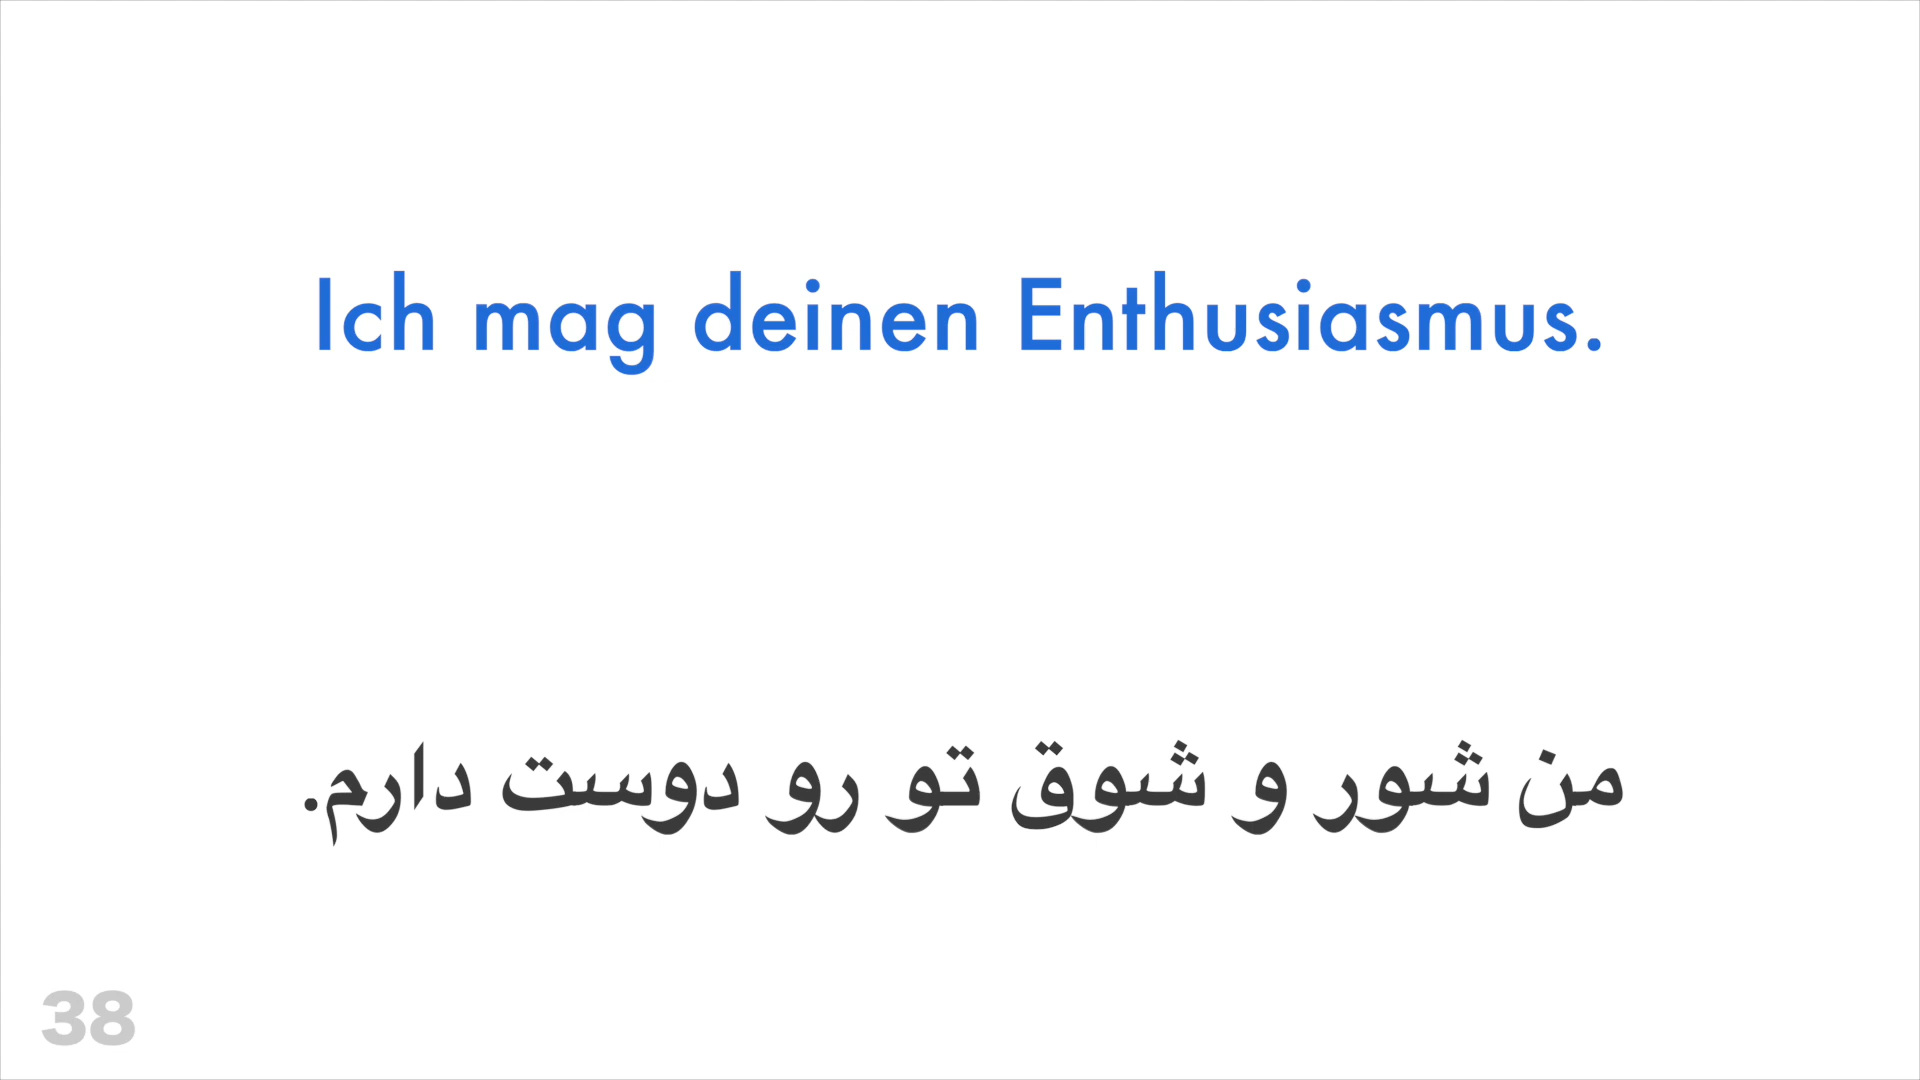 Ich mag deinen Enthusiasmus.
من شور و شوق تو رو دوست دارم.
38